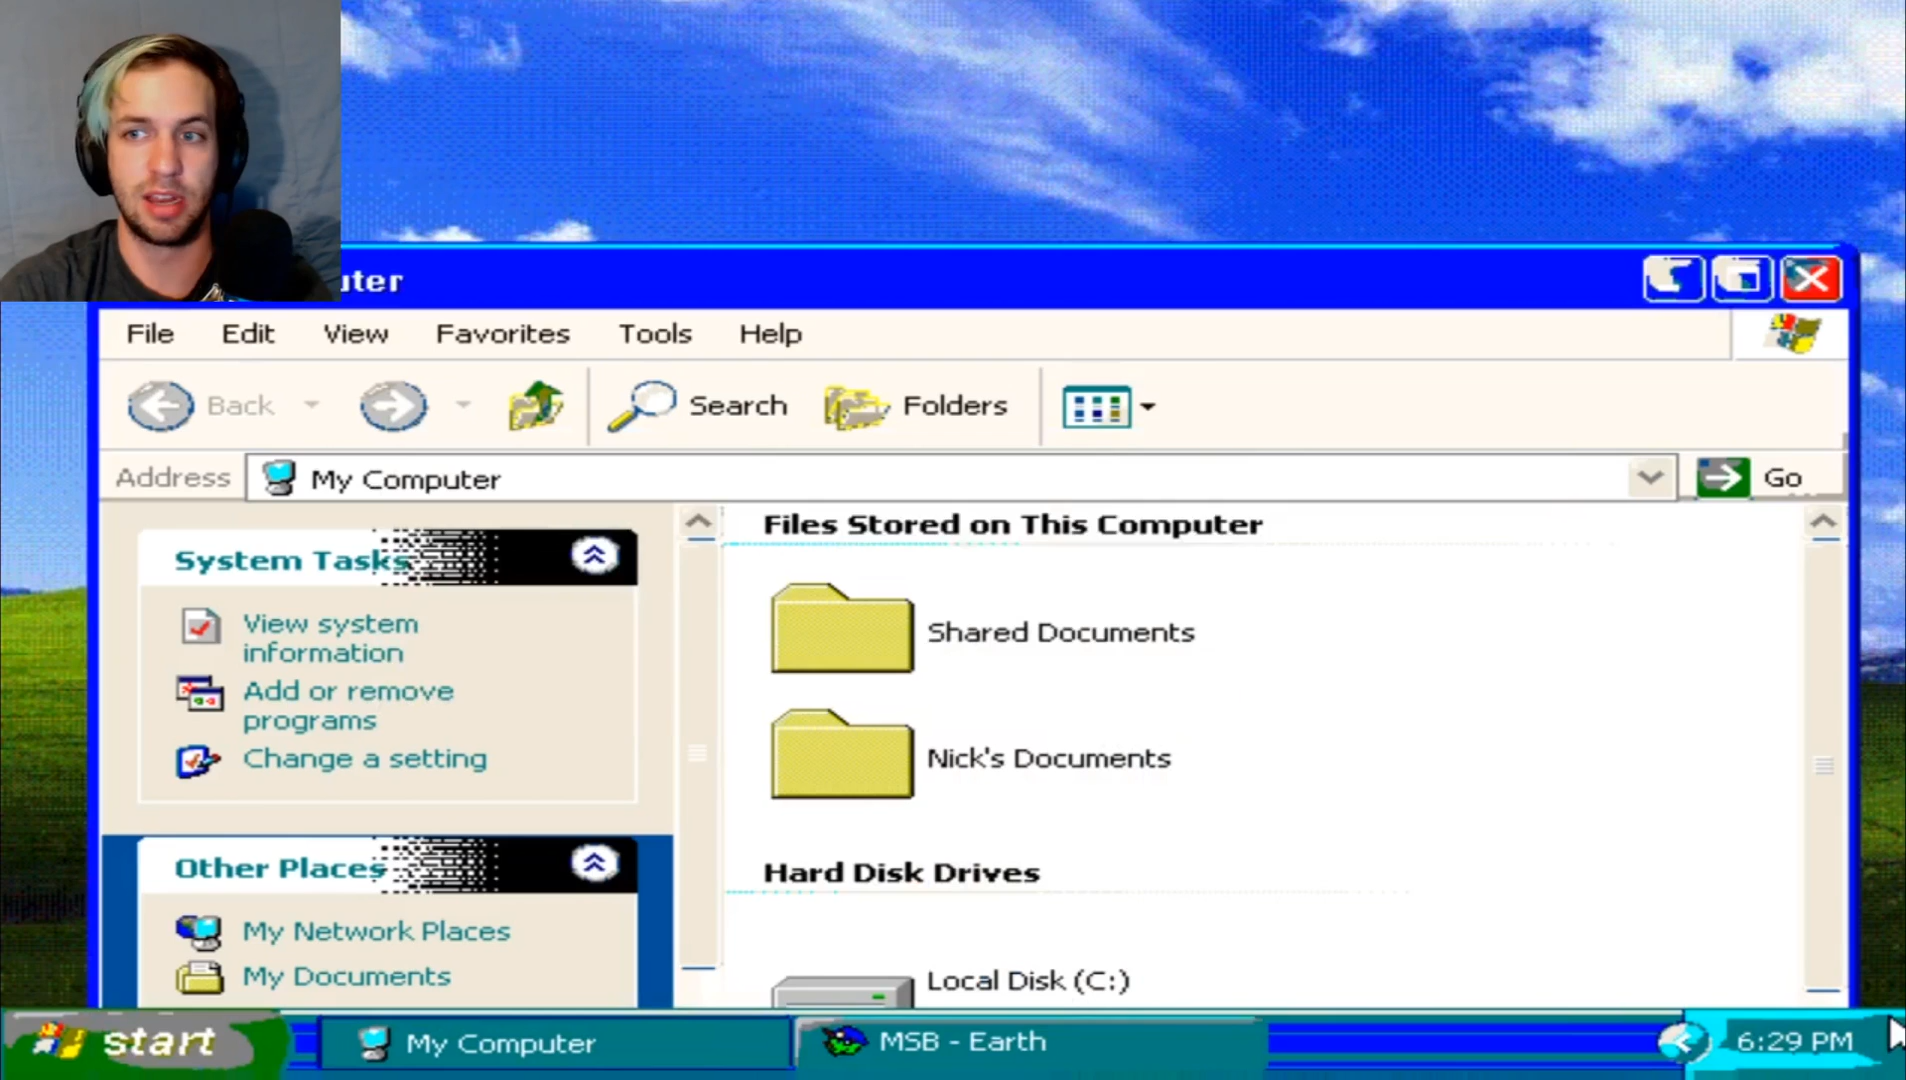 uter
File Edit View Favorites Tools Help
Back Search Folders
Address My Computer Go
System Tasks
View system
information
Add or remove
programs
Change a setting
Other Places
My Network Places
My Documents
Files Stored on This Computer
Shared Documents
Nick's Documents
Hard Disk Drives
Local Disk (C:)
start My Computer MSB - Earth 6:29 PM